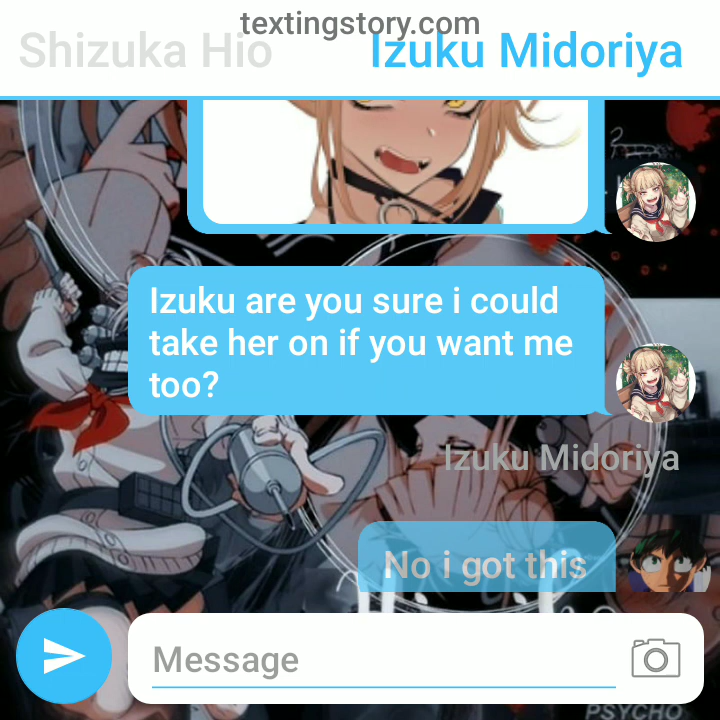 textingstory.com
Shizuka Hio
Izuku Midoriya
Izuku are you sure i could
take her on if you want me
too?
Izuku Midoriya
No i got this
Message
PSYCHO